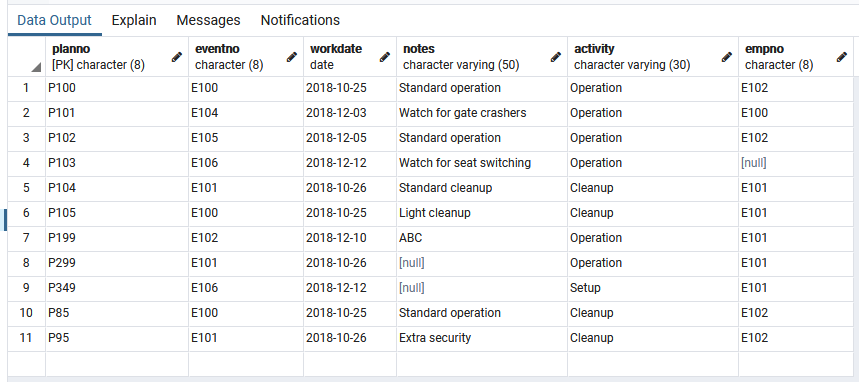 Data Output Explain Messages Notifications
planno eventno workdate notes activity empno
[PK] character (8) character (8) date character varying (50) character varying (30) character (8)
1 P100 E100 2018-10-25 Standard operation Operation E102
2 P101 E104 2018-12-03 Watch for gate crashers Operation E100
3 P102 E105 2018-12-05 Standard operation Operation E102
4 P103 E106 2018-12-12 Watch for seat switching Operation [null]
5 P104 E101 2018-10-26 Standard cleanup Cleanup E101
6 P105 E100 2018-10-25 Light cleanup Cleanup E101
7 P199 E102 2018-12-10 ABC Operation E101
8 P299 E101 2018-10-26 [null] Operation E101
9 P349 E106 2018-12-12 [null] Setup E101
10 P85 E100 2018-10-25 Standard operation Cleanup E102
11 P95 E101 2018-10-26 Extra security Cleanup E102